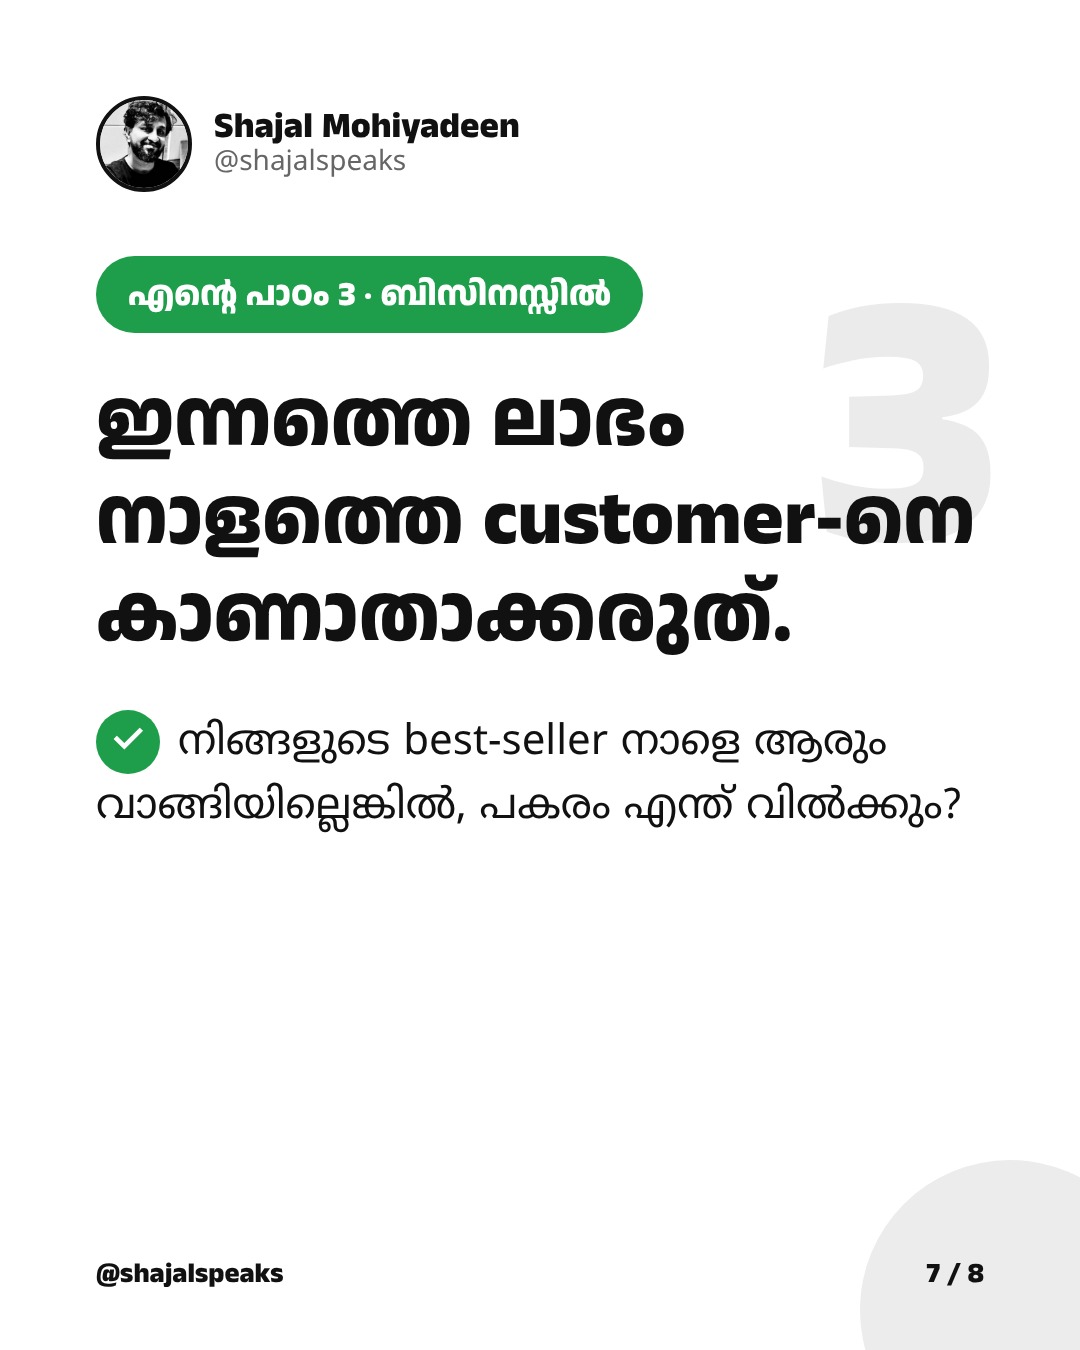 Shajal Mohiyadeen
@shajalspeaks
എന്റെ പാഠം 3 · ബിസിനസ്സിൽ
3
ഇന്നത്തെ ലാഭം
നാളത്തെ customer-നെ
കാണാതാക്കരുത്.
നിങ്ങളുടെ best-seller നാളെ ആരും
വാങ്ങിയില്ലെങ്കിൽ, പകരം എന്ത് വിൽക്കും?
@shajalspeaks
7 / 8